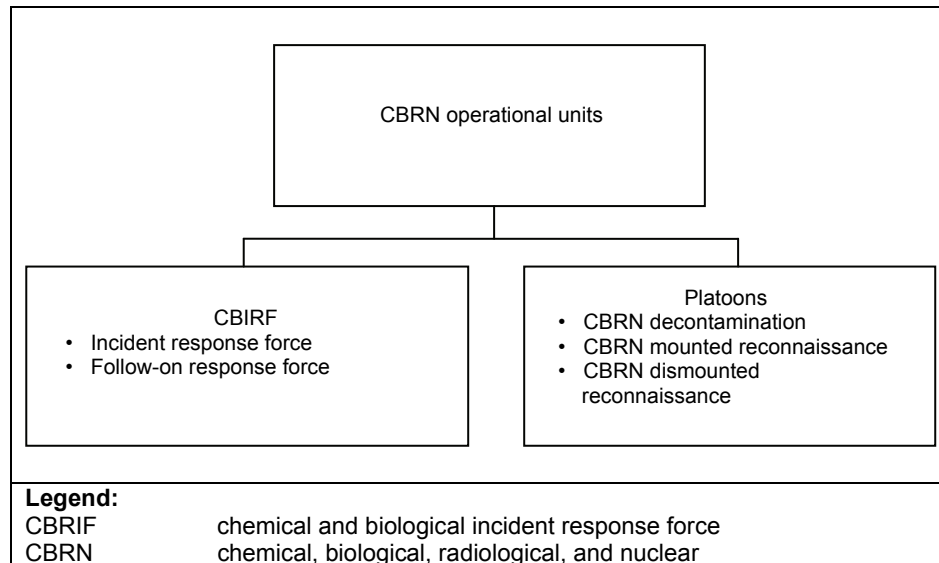 CBRN operational units
CBIRF
• Incident response force
• Follow-on response force
Platoons
• CBRN decontamination
• CBRN mounted reconnaissance
• CBRN dismounted
reconnaissance
Legend:
CBRIF chemical and biological incident response force
CBRN chemical, biological, radiological, and nuclear